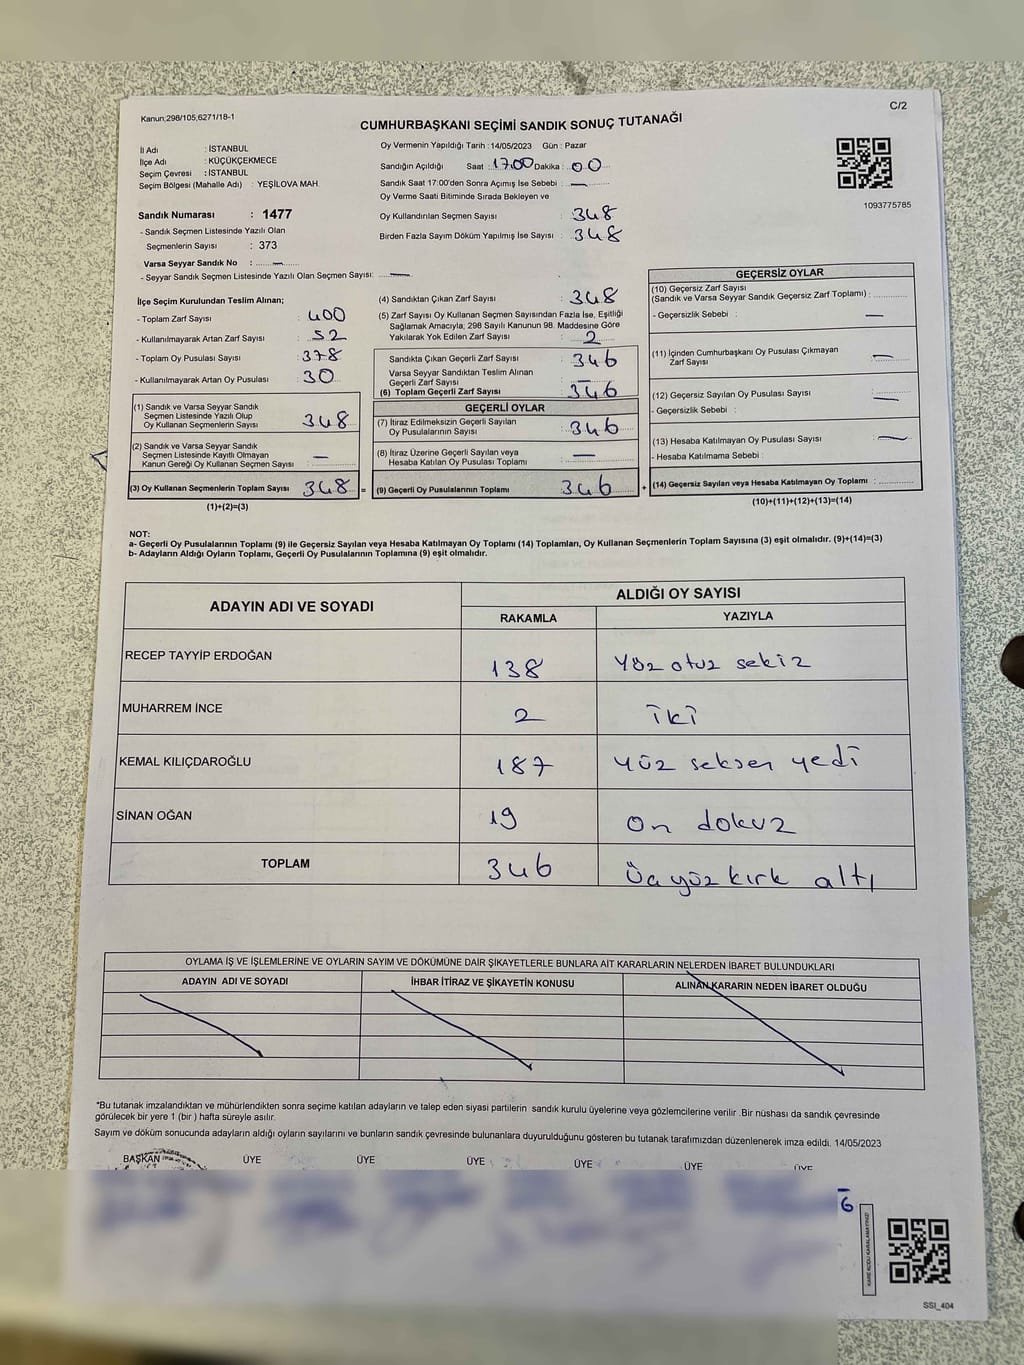 C/2
Kanun;298/105,6271/18-1
CUMHURBAŞKANI SEÇİMİ SANDIK SONUÇ TUTANAĞI
İl Adı : İSTANBUL
İlçe Adı : KÜÇÜKÇEKMECE
Seçim Çevresi : İSTANBUL
Seçim Bölgesi (Mahalle Adı) : YEŞİLOVA MAH.
Sandık Numarası : 1477
- Sandık Seçmen Listesinde Yazılı Olan
Seçmenlerin Sayısı : 373
Varsa Seyyar Sandık No : —
- Seyyar Sandık Seçmen Listesinde Yazılı Olan Seçmen Sayısı: —
Oy Vermenin Yapıldığı Tarih : 14/05/2023 Gün : Pazar
Sandığın Açıldığı Saat : 17.00 Dakika : 00
Sandık Saat 17:00'den Sonra Açımış İse Sebebi : —
Oy Verme Saati Bitiminde Sırada Bekleyen ve
Oy Kullandırılan Seçmen Sayısı : 348
Birden Fazla Sayım Döküm Yapılmış İse Sayısı : 348
1093775785
İlçe Seçim Kurulundan Teslim Alınan;
- Toplam Zarf Sayısı : 400
- Kullanılmayarak Artan Zarf Sayısı : 52
- Toplam Oy Pusulası Sayısı : 378
- Kullanılmayarak Artan Oy Pusulası : 30
(1) Sandık ve Varsa Seyyar Sandık
Seçmen Listesinde Yazılı Olup
Oy Kullanan Seçmenlerin Sayısı : 348
(2) Sandık ve Varsa Seyyar Sandık
Seçmen Listesinde Kayıtlı Olmayan
Kanun Gereği Oy Kullanan Seçmen Sayısı : —
(3) Oy Kullanan Seçmenlerin Toplam Sayısı 348 =
(1)+(2)=(3)
(4) Sandıktan Çıkan Zarf Sayısı : 348
(5) Zarf Sayısı Oy Kullanan Seçmen Sayısından Fazla İse, Eşitliği
Sağlamak Amacıyla; 298 Sayılı Kanunun 98. Maddesine Göre
Yakılarak Yok Edilen Zarf Sayısı : 2
Sandıkta Çıkan Geçerli Zarf Sayısı : 346
Varsa Seyyar Sandıktan Teslim Alınan
Geçerli Zarf Sayısı : —
(6) Toplam Geçerli Zarf Sayısı : 346
GEÇERLİ OYLAR
(7) İtiraz Edilmeksizin Geçerli Sayılan
Oy Pusulalarının Sayısı : 346
(8) İtiraz Üzerine Geçerli Sayılan veya
Hesaba Katılan Oy Pusulası Toplamı : —
(9) Geçerli Oy Pusulalarının Toplamı : 346 +
GEÇERSİZ OYLAR
(10) Geçersiz Zarf Sayısı
(Sandık ve Varsa Seyyar Sandık Geçersiz Zarf Toplamı) :
- Geçersizlik Sebebi : —
(11) İçinden Cumhurbaşkanı Oy Pusulası Çıkmayan
Zarf Sayısı : —
(12) Geçersiz Sayılan Oy Pusulası Sayısı : —
- Geçersizlik Sebebi :
(13) Hesaba Katılmayan Oy Pusulası Sayısı : —
- Hesaba Katılmama Sebebi :
(14) Geçersiz Sayılan veya Hesaba Katılmayan Oy Toplamı :
(10)+(11)+(12)+(13)=(14)
NOT:
a- Geçerli Oy Pusulalarının Toplamı (9) ile Geçersiz Sayılan veya Hesaba Katılmayan Oy Toplamı (14) Toplamları, Oy Kullanan Seçmenlerin Toplam Sayısına (3) eşit olmalıdır. (9)+(14)=(3)
b- Adayların Aldığı Oyların Toplamı, Geçerli Oy Pusulalarının Toplamına (9) eşit olmalıdır.
ADAYIN ADI VE SOYADI ALDIĞI OY SAYISI
RAKAMLA YAZIYLA
RECEP TAYYİP ERDOĞAN 138 Yüz otuz sekiz
MUHARREM İNCE 2 iki
KEMAL KILIÇDAROĞLU 187 yüz seksen yedi
SİNAN OĞAN 19 on dokuz
TOPLAM 346 üç yüz kırk altı
OYLAMA İŞ VE İŞLEMLERİNE VE OYLARIN SAYIM VE DÖKÜMÜNE DAİR ŞİKAYETLERLE BUNLARA AİT KARARLARIN NELERDEN İBARET BULUNDUKLARI
ADAYIN ADI VE SOYADI İHBAR İTİRAZ VE ŞİKAYETİN KONUSU ALINAN KARARIN NEDEN İBARET OLDUĞU
*Bu tutanak imzalandıktan ve mühürlendikten sonra seçime katılan adayların ve talep eden siyasi partilerin sandık kurulu üyelerine veya gözlemcilerine verilir .Bir nüshası da sandık çevresinde
görülecek bir yere 1 (bir ) hafta süreyle asılır.
Sayım ve döküm sonucunda adayların aldığı oyların sayılarını ve bunların sandık çevresinde bulunanlara duyurulduğunu gösteren bu tutanak tarafımızdan düzenlenerek imza edildi. 14/05/2023
BAŞKAN ÜYE ÜYE ÜYE ÜYE ÜYE ÜYE
6
KARE KODU KARALAMAYINIZ!
SSI_404